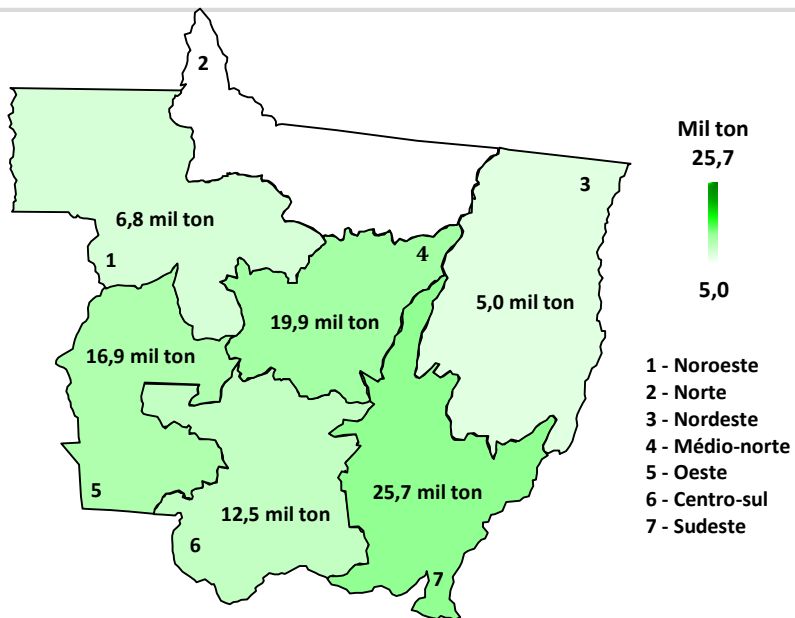 2
Mil ton
25,7
3
6,8 mil ton
1
4
5,0 mil ton
5,0
19,9 mil ton
16,9 mil ton
1 - Noroeste
2 - Norte
3 - Nordeste
4 - Médio-norte
5 - Oeste
6 - Centro-sul
7 - Sudeste
5
25,7 mil ton
12,5 mil ton
6
7